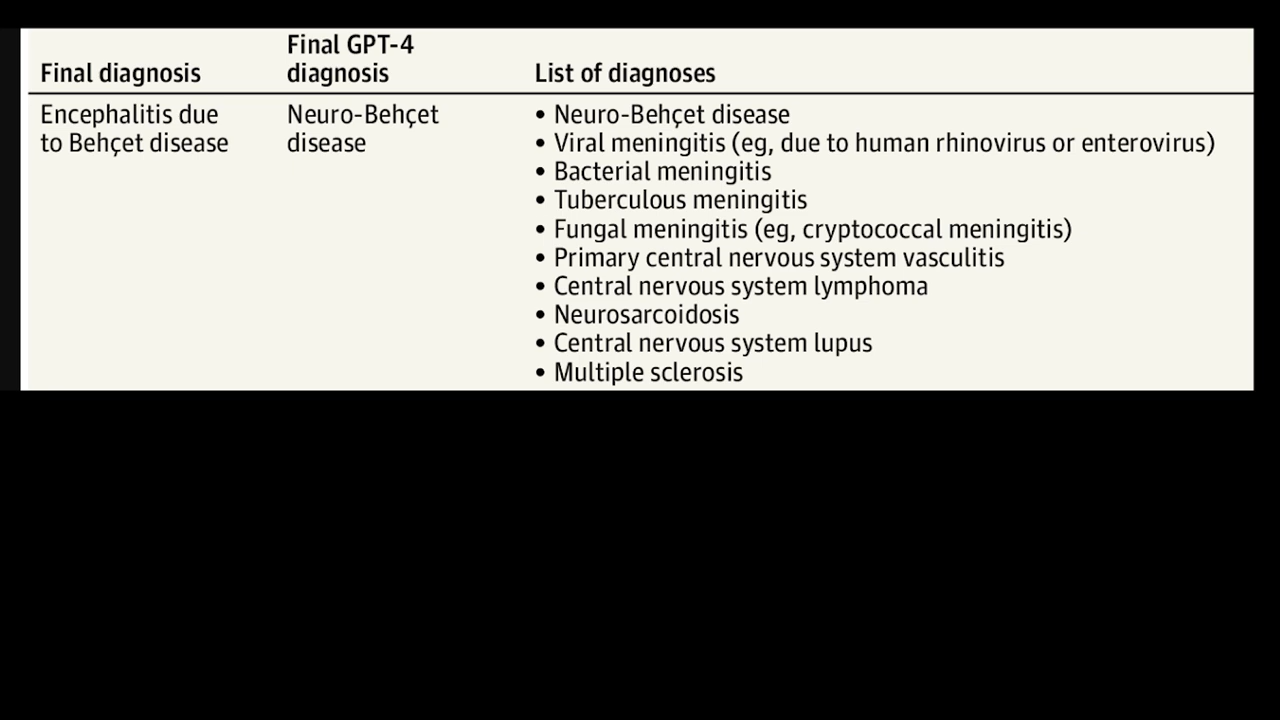 Final diagnosis
Final GPT-4
diagnosis
List of diagnoses
Encephalitis due
to Behçet disease
Neuro-Behçet
disease
• Neuro-Behçet disease
• Viral meningitis (eg, due to human rhinovirus or enterovirus)
• Bacterial meningitis
• Tuberculous meningitis
• Fungal meningitis (eg, cryptococcal meningitis)
• Primary central nervous system vasculitis
• Central nervous system lymphoma
• Neurosarcoidosis
• Central nervous system lupus
• Multiple sclerosis